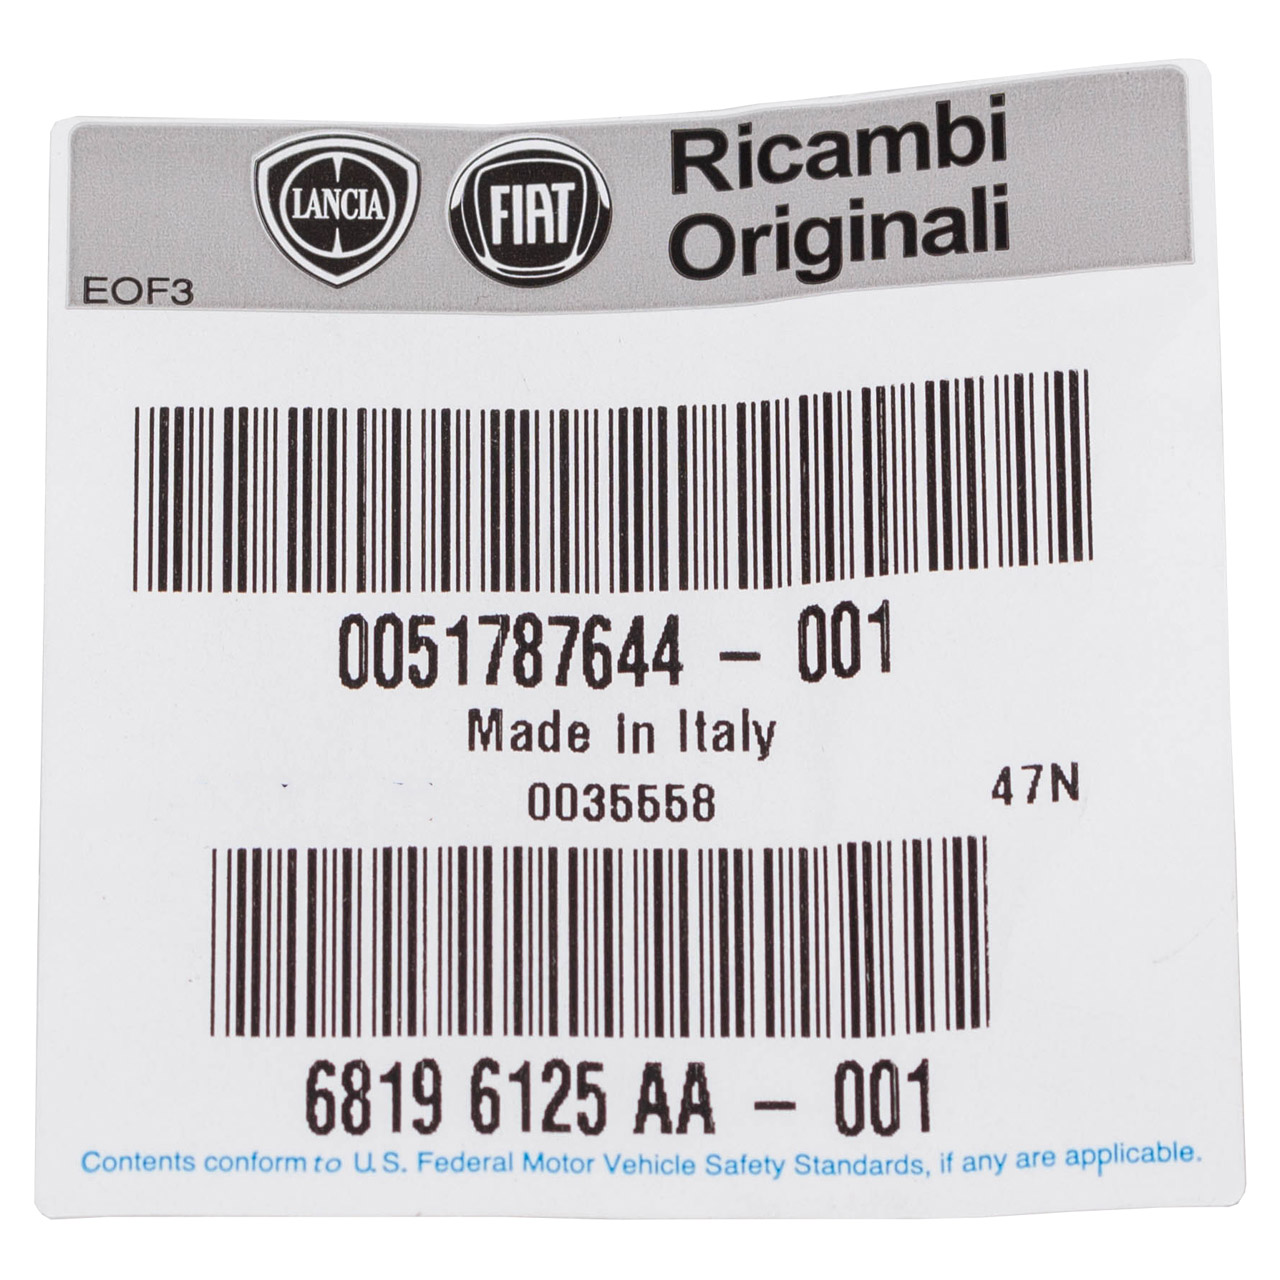 LANCIA
FIAT
Ricambi
Originali
EOF3
0051787644 - 001
Made in Italy
0035558
47N
6819 6125 AA - 001
Contents conform to U.S. Federal Motor Vehicle Safety Standards, if any are applicable.